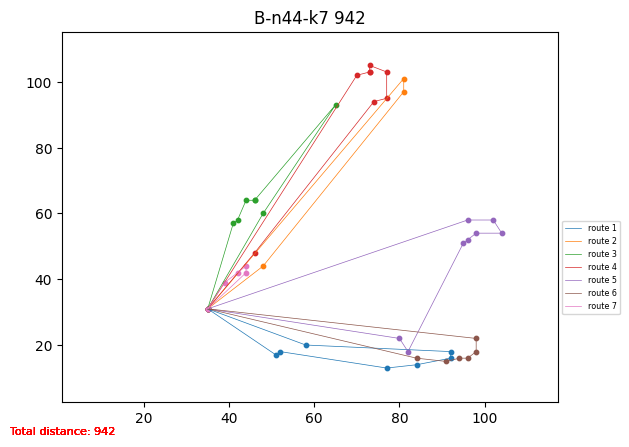 B-n44-k7 942
100
80
60
40
20
20 40 60 80 100
route 1
route 2
route 3
route 4
route 5
route 6
route 7
Total distance: 942